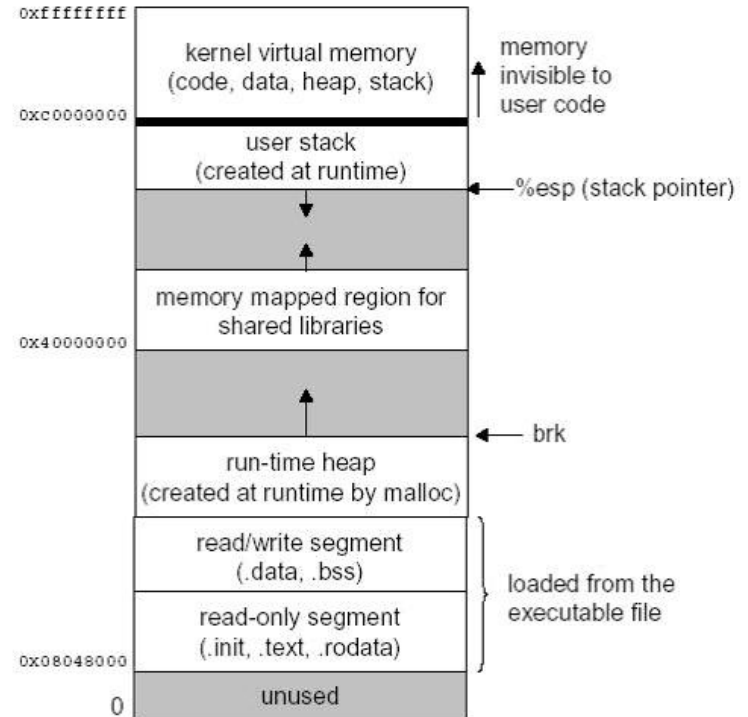 0xffffffff
kernel virtual memory
(code, data, heap, stack)
memory
invisible to
user code
0xc0000000
user stack
(created at runtime)
%esp (stack pointer)
memory mapped region for
shared libraries
0x40000000
brk
run-time heap
(created at runtime by malloc)
read/write segment
(.data, .bss)
loaded from the
executable file
read-only segment
(.init, .text, .rodata)
0x08048000
unused
0